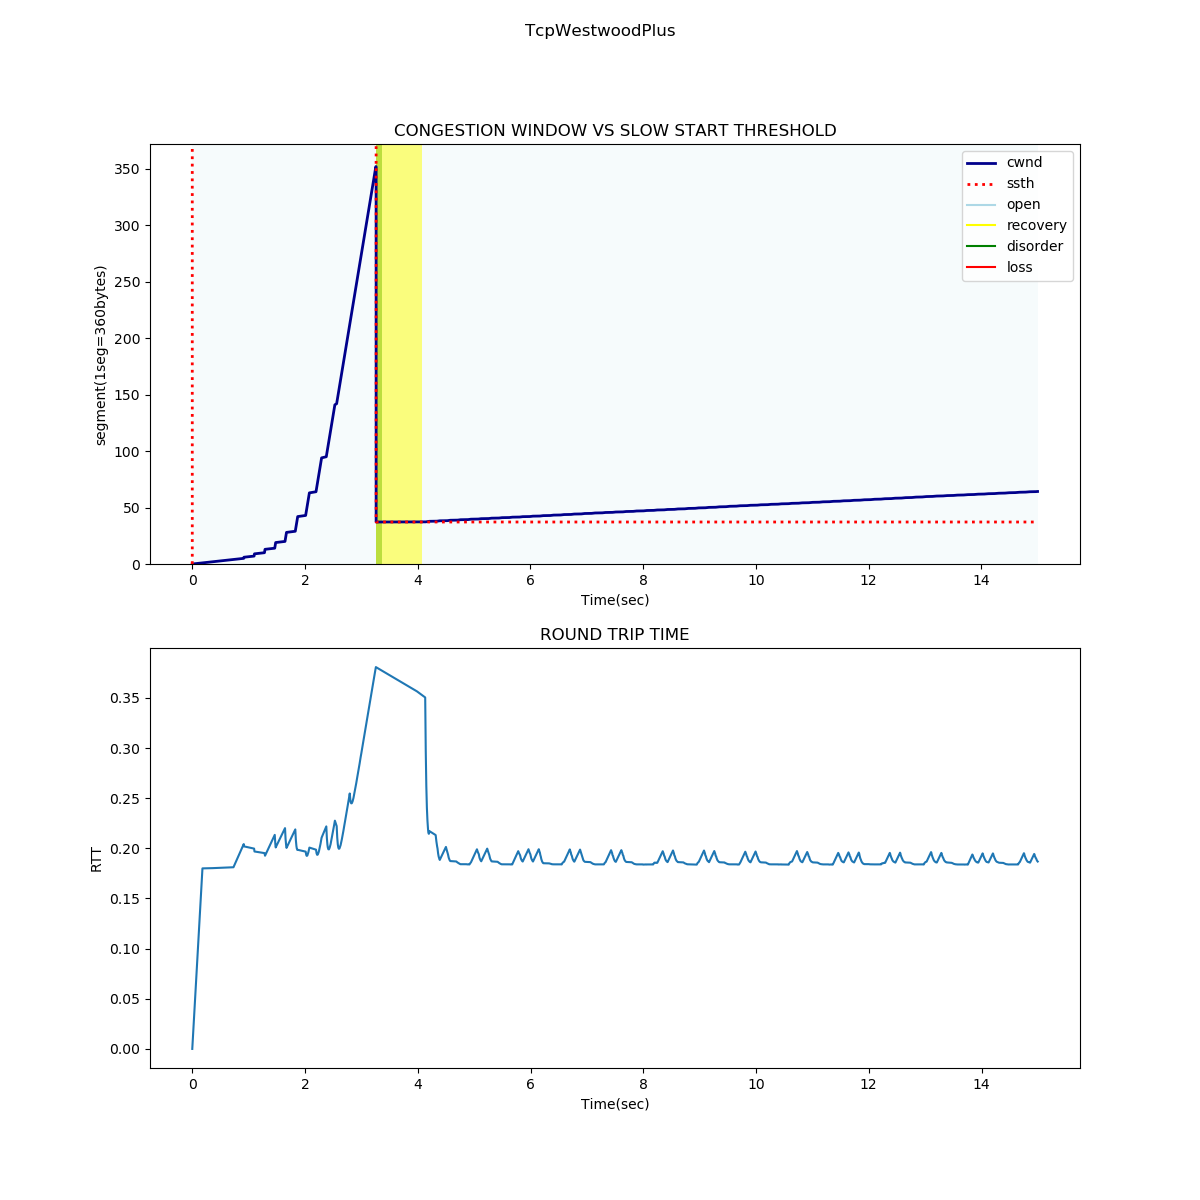 TcpWestwoodPlus
CONGESTION WINDOW VS SLOW START THRESHOLD
segment(1seg=360bytes)
350
300
250
200
150
100
50
0
cwnd
ssth
open
recovery
disorder
loss
0 2 4 6 8 10 12 14
Time(sec)
ROUND TRIP TIME
RTT
0.35
0.30
0.25
0.20
0.15
0.10
0.05
0.00
0 2 4 6 8 10 12 14
Time(sec)